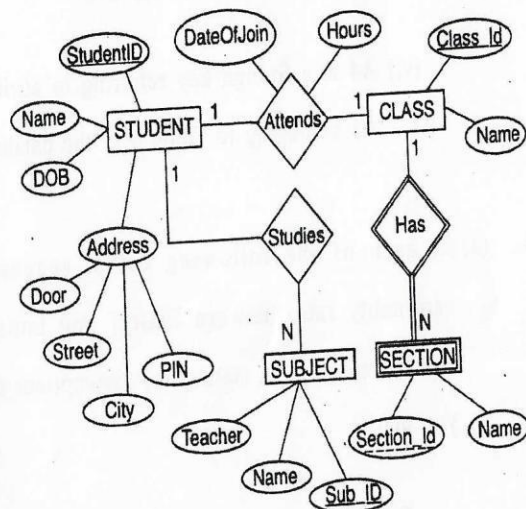 DateOfJoin
Hours
StudentID
Class_Id
Name
STUDENT
1
Attends
1
CLASS
DOB
1
1
Name
Address
Studies
Has
Door
Street
City
PIN
N
N
SUBJECT
SECTION
Teacher
Name
Sub_ID
Section_Id
Name